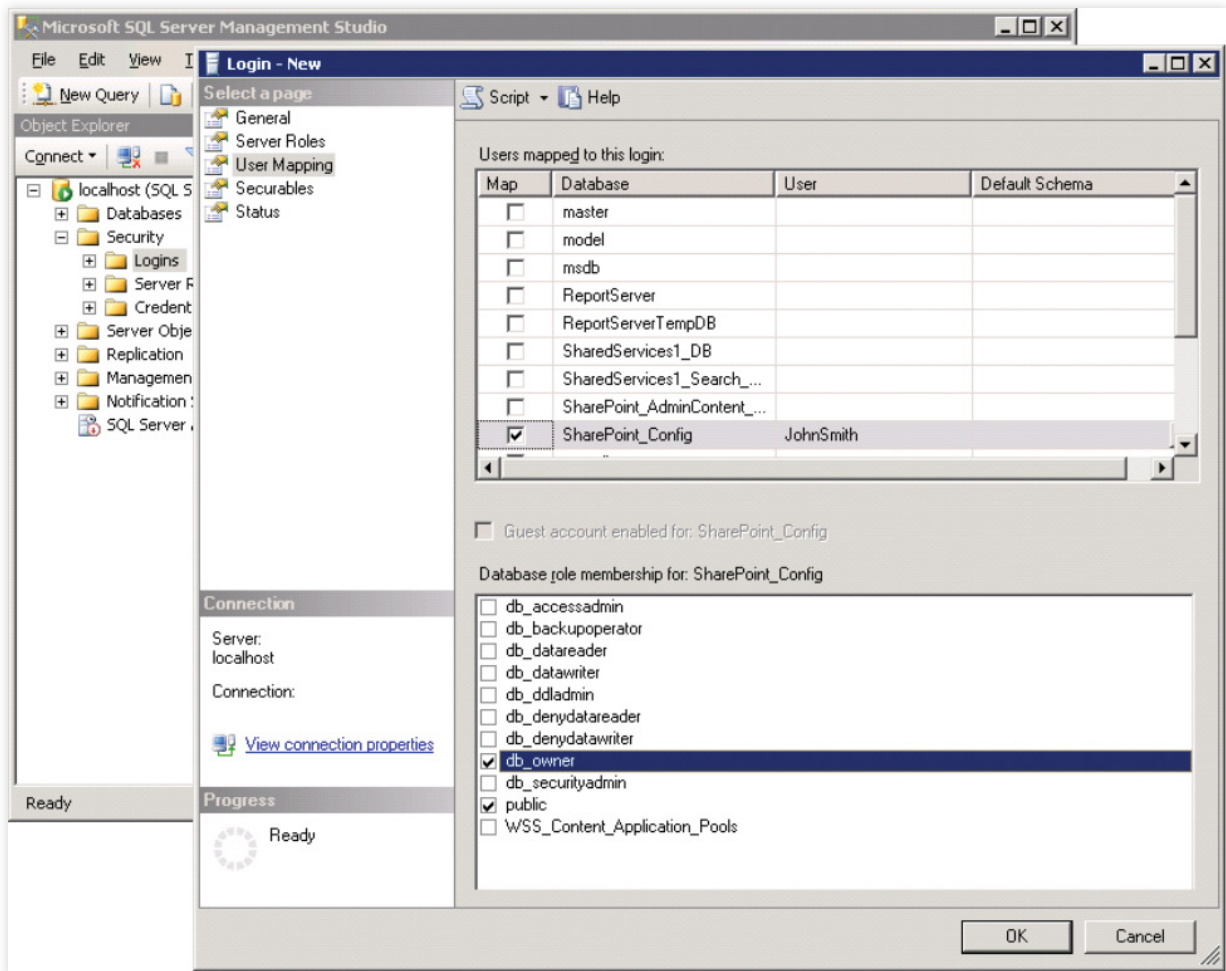 Microsoft SQL Server Management Studio
File Edit View
New Query
Object Explorer
Connect
localhost (SQL S
Databases
Security
Logins
Server R
Credent
Server Obje
Replication
Managemen
Notification
SQL Server
Ready
Login - New
Select a page
General
Server Roles
User Mapping
Securables
Status
Connection
Server:
localhost
Connection:
View connection properties
Progress
Ready
Script Help
Users mapped to this login:
Map Database User Default Schema
master
model
msdb
ReportServer
ReportServerTempDB
SharedServices1_DB
SharedServices1_Search_...
SharePoint_AdminContent_...
SharePoint_Config JohnSmith
Guest account enabled for: SharePoint_Config
Database role membership for: SharePoint_Config
db_accessadmin
db_backupoperator
db_datareader
db_datawriter
db_ddladmin
db_denydatareader
db_denydatawriter
db_owner
db_securityadmin
public
WSS_Content_Application_Pools
OK Cancel